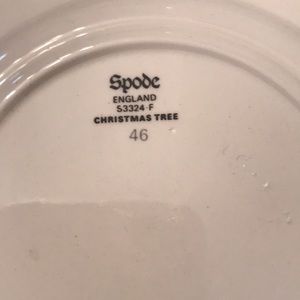 Spode
ENGLAND
S3324-F
CHRISTMAS TREE
46